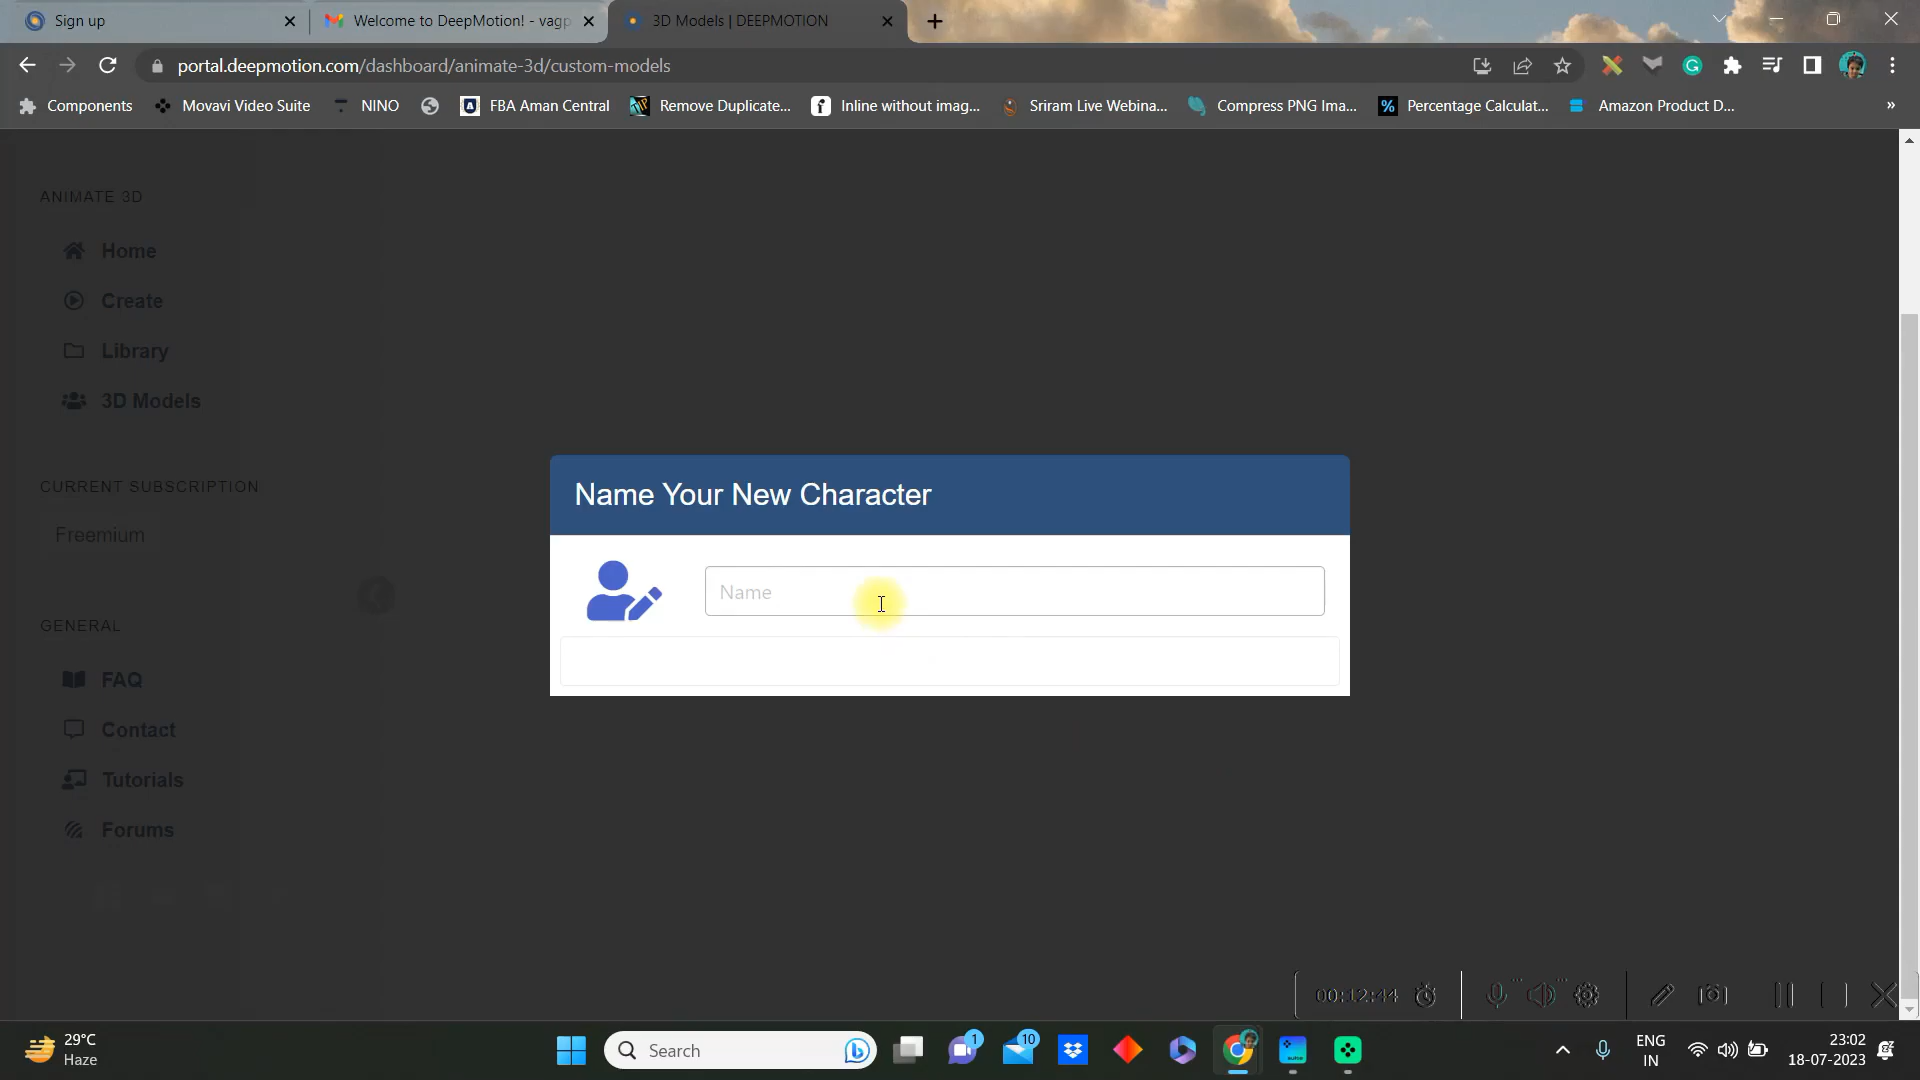 Sign up
Welcome to DeepMotion! - vagp
3D Models | DEEPMOTION
portal.deepmotion.com/dashboard/animate-3d/custom-models
Components
Movavi Video Suite
NINO
FBA Aman Central
Remove Duplicate...
Inline without imag...
Sriram Live Webina...
Compress PNG Ima...
Percentage Calculat...
Amazon Product D...
»
ANIMATE 3D
Home
Create
Library
3D Models
CURRENT SUBSCRIPTION
Freemium
GENERAL
FAQ
Contact
Tutorials
Forums
Name Your New Character
Name
00:12:44
29°C
Haze
Search
1
10
ENG
IN
23:02
18-07-2023